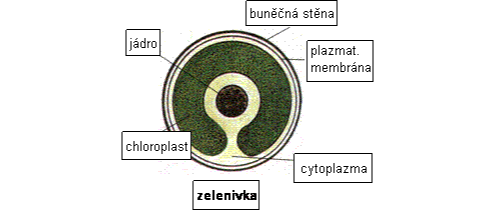 buněčná stěna
jádro
plazmat.
membrána
chloroplast
cytoplazma
zelenivka